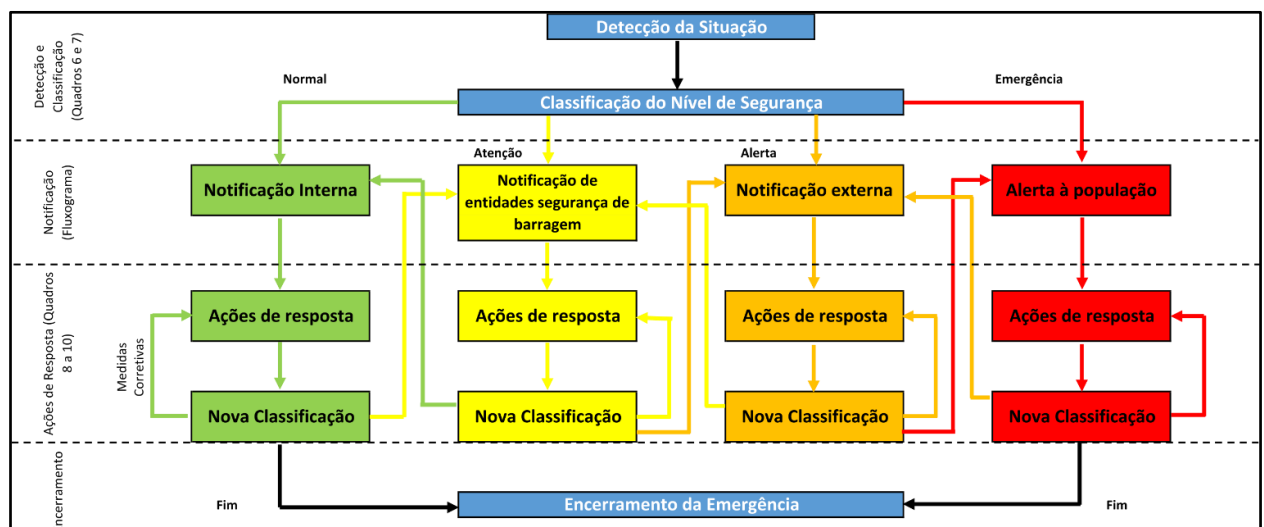 Detecção da Situação
Detecção e
Classificação
(Quadros 6 e 7)
Normal
Emergência
Classificação do Nível de Segurança
Notificação
(Fluxograma)
Atenção
Alerta
Notificação Interna
Notificação de
entidades segurança de
barragem
Notificação externa
Alerta à população
Ações de Resposta (Quadros
8 a 10)
Medidas
Corretivas
Ações de resposta
Ações de resposta
Ações de resposta
Ações de resposta
Nova Classificação
Nova Classificação
Nova Classificação
Nova Classificação
ncerramento
Fim
Encerramento da Emergência
Fim